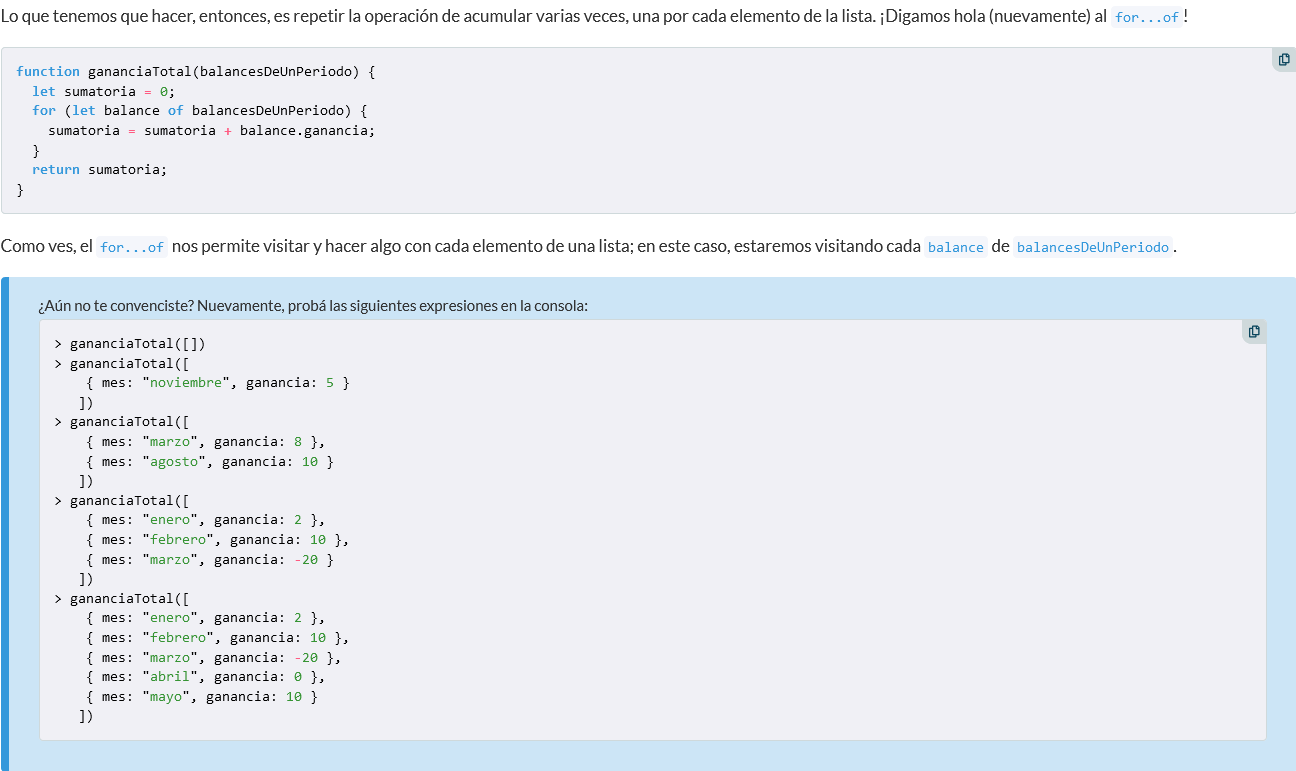 Lo que tenemos que hacer, entonces, es repetir la operación de acumular varias veces, una por cada elemento de la lista. ¡Digamos hola (nuevamente) al for...of!
function gananciaTotal(balancesDeUnPeriodo) {
  let sumatoria = 0;
  for (let balance of balancesDeUnPeriodo) {
    sumatoria = sumatoria + balance.ganancia;
  }
  return sumatoria;
}
Como ves, el for...of nos permite visitar y hacer algo con cada elemento de una lista; en este caso, estaremos visitando cada balance de balancesDeUnPeriodo.
¿Aún no te convenciste? Nuevamente, probá las siguientes expresiones en la consola:
> gananciaTotal([])
> gananciaTotal([
    { mes: "noviembre", ganancia: 5 }
   ])
> gananciaTotal([
    { mes: "marzo", ganancia: 8 },
    { mes: "agosto", ganancia: 10 }
   ])
> gananciaTotal([
    { mes: "enero", ganancia: 2 },
    { mes: "febrero", ganancia: 10 },
    { mes: "marzo", ganancia: -20 }
   ])
> gananciaTotal([
    { mes: "enero", ganancia: 2 },
    { mes: "febrero", ganancia: 10 },
    { mes: "marzo", ganancia: -20 },
    { mes: "abril", ganancia: 0 },
    { mes: "mayo", ganancia: 10 }
   ])